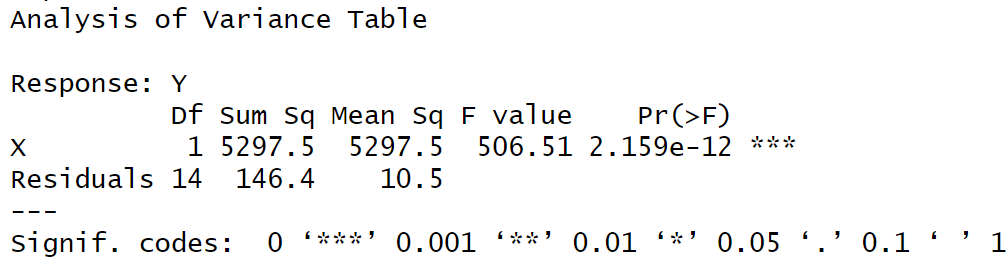 Analysis of Variance Table
Response: Y
Df Sum Sq Mean Sq F value Pr(>F)
X 1 5297.5 5297.5 506.51 2.159e-12 ***
Residuals 14 146.4 10.5
---
Signif. codes: 0 ‘***’ 0.001 ‘**’ 0.01 ‘*’ 0.05 ‘.’ 0.1 ‘ ’ 1